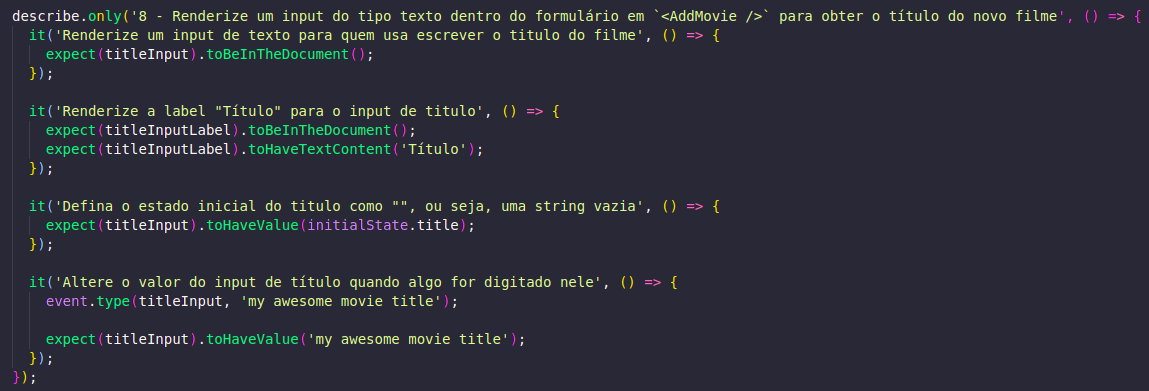 describe.only('8 - Renderize um input do tipo texto dentro do formulário em `<AddMovie />` para obter o título do novo filme', () => {
  it('Renderize um input de texto para quem usa escrever o titulo do filme', () => {
    expect(titleInput).toBeInTheDocument();
  });

  it('Renderize a label "Título" para o input de titulo', () => {
    expect(titleInputLabel).toBeInTheDocument();
    expect(titleInputLabel).toHaveTextContent('Título');
  });

  it('Defina o estado inicial do titulo como "", ou seja, uma string vazia', () => {
    expect(titleInput).toHaveValue(initialState.title);
  });

  it('Altere o valor do input de título quando algo for digitado nele', () => {
    event.type(titleInput, 'my awesome movie title');

    expect(titleInput).toHaveValue('my awesome movie title');
  });
});